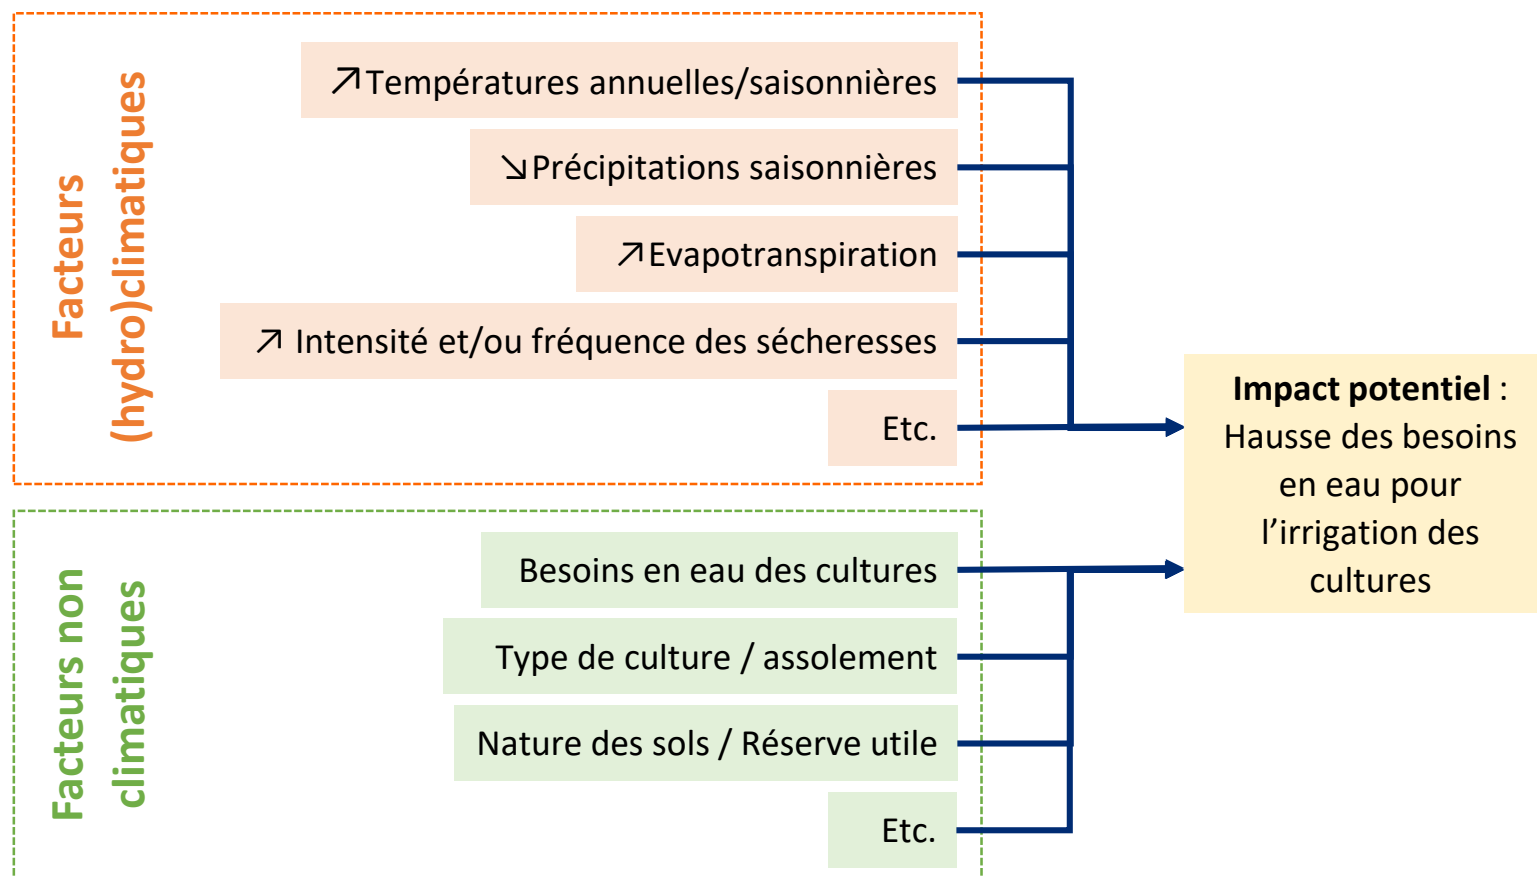 Facteurs
(hydro)climatiques
↗Températures annuelles/saisonnières
↘Précipitations saisonnières
↗Evapotranspiration
↗ Intensité et/ou fréquence des sécheresses
Etc.
Impact potentiel :
Hausse des besoins
en eau pour
l’irrigation des
cultures
Facteurs non
climatiques
Besoins en eau des cultures
Type de culture / assolement
Nature des sols / Réserve utile
Etc.